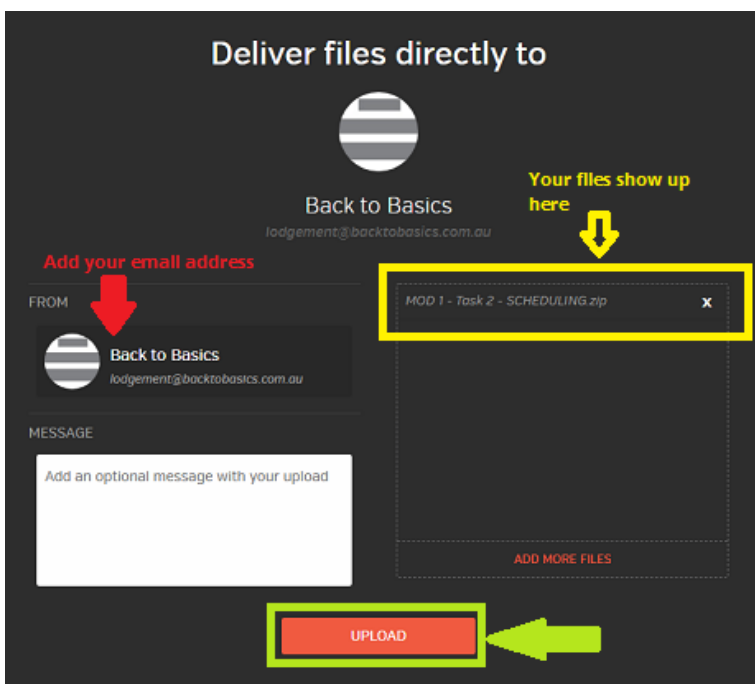 Deliver files directly to
Back to Basics
lodgement@backtobasics.com.au
Your files show up
here
Add your email address
FROM
Back to Basics
lodgement@backtobasics.com.au
MESSAGE
Add an optional message with your upload
MOD 1 - Task 2 - SCHEDULING.zip x
ADD MORE FILES
UPLOAD